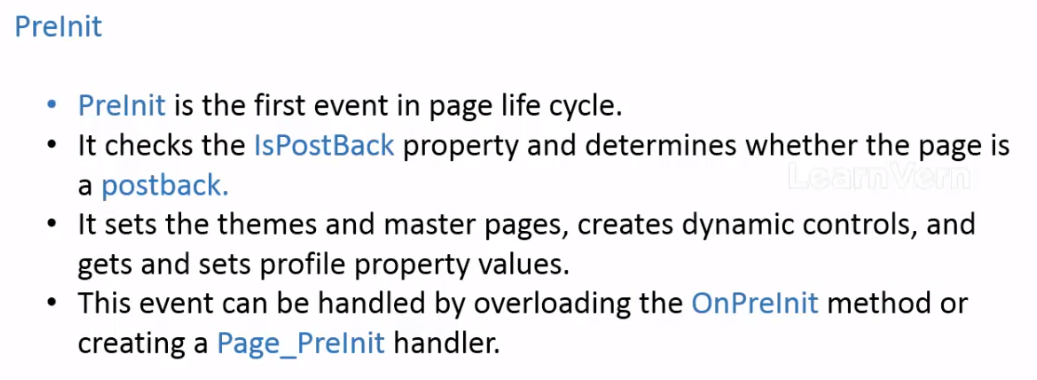 PreInit
• PreInit is the first event in page life cycle.
• It checks the IsPostBack property and determines whether the page is
a postback.
LearnVern
• It sets the themes and master pages, creates dynamic controls, and
gets and sets profile property values.
• This event can be handled by overloading the OnPreInit method or
creating a Page_PreInit handler.